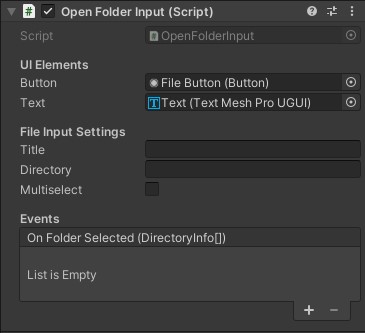 Open Folder Input (Script)
Script OpenFolderInput
UI Elements
Button File Button (Button)
Text Text (Text Mesh Pro UGUI)
File Input Settings
Title
Directory
Multiselect
Events
On Folder Selected (DirectoryInfo[])
List is Empty